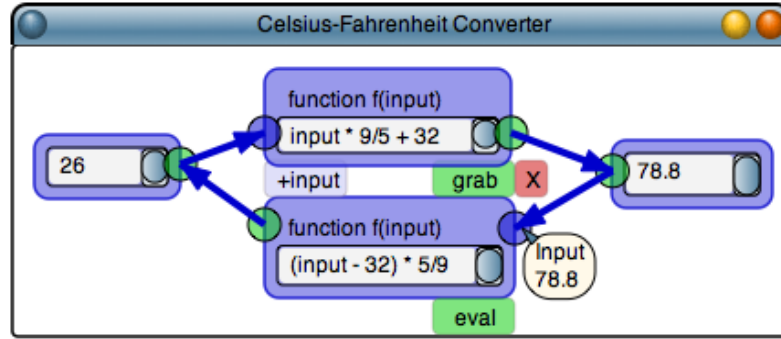 Celsius-Fahrenheit Converter
function f(input)
input * 9/5 + 32
26
78.8
+input
grab
X
function f(input)
(input - 32) * 5/9
Input
78.8
eval